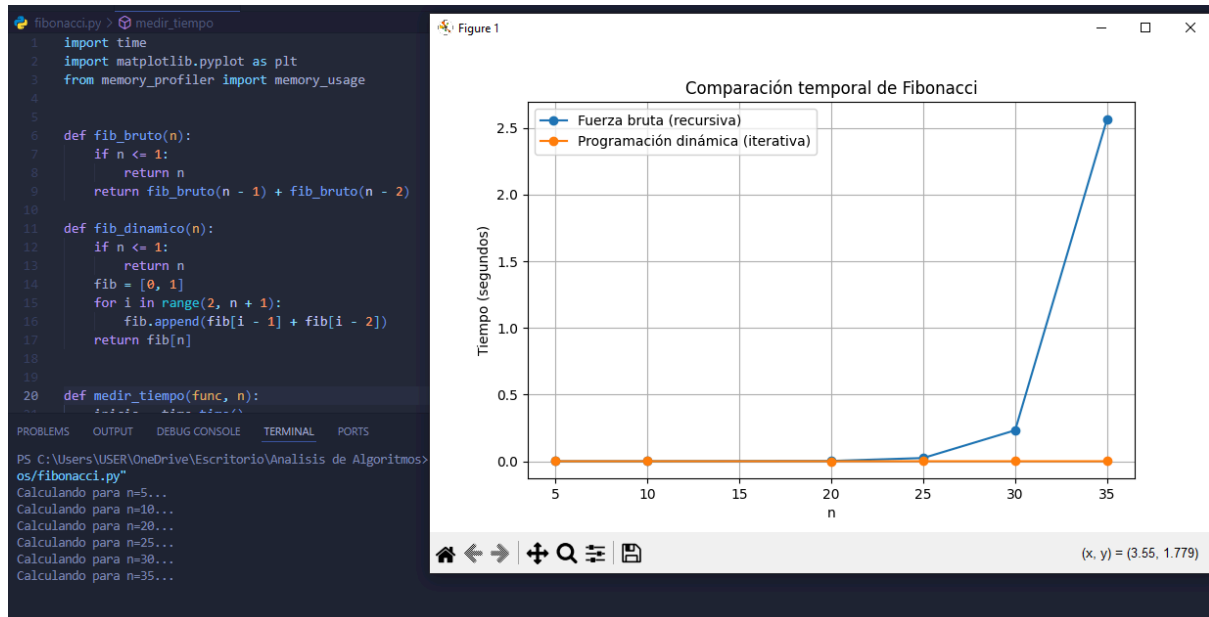 fibonacci.py > medir_tiempo
1 import time
2 import matplotlib.pyplot as plt
3 from memory_profiler import memory_usage
4
5
6 def fib_bruto(n):
7 if n <= 1:
8 return n
9 return fib_bruto(n - 1) + fib_bruto(n - 2)
10
11 def fib_dinamico(n):
12 if n <= 1:
13 return n
14 fib = [0, 1]
15 for i in range(2, n + 1):
16 fib.append(fib[i - 1] + fib[i - 2])
17 return fib[n]
18
19
20 def medir_tiempo(func, n):
PROBLEMS OUTPUT DEBUG CONSOLE TERMINAL PORTS
PS C:\Users\USER\OneDrive\Escritorio\Analisis de Algoritmos>
os/fibonacci.py"
Calculando para n=5...
Calculando para n=10...
Calculando para n=20...
Calculando para n=25...
Calculando para n=30...
Calculando para n=35...
Figure 1
Comparación temporal de Fibonacci
Fuerza bruta (recursiva)
Programación dinámica (iterativa)
Tiempo (segundos)
2.5
2.0
1.5
1.0
0.5
0.0
5 10 15 20 25 30 35
n
(x, y) = (3.55, 1.779)